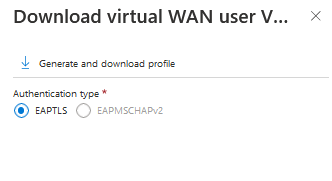 Download virtual WAN user V...
Generate and download profile
Authentication type *
EAPTLS EAPMSCHAPv2